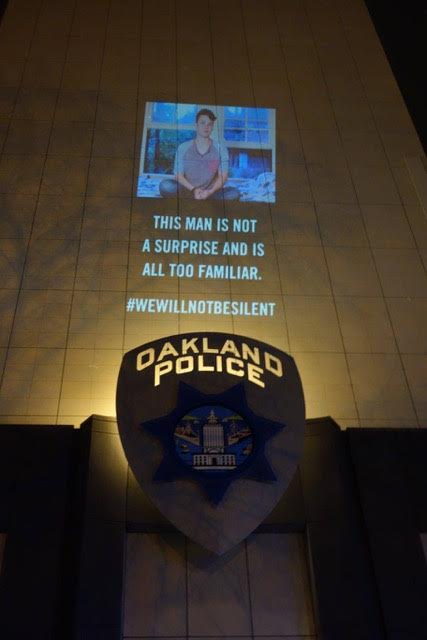 THIS MAN IS NOT
A SURPRISE AND IS
ALL TOO FAMILIAR.
#WEWILLNOTBESILENT
OAKLAND
POLICE